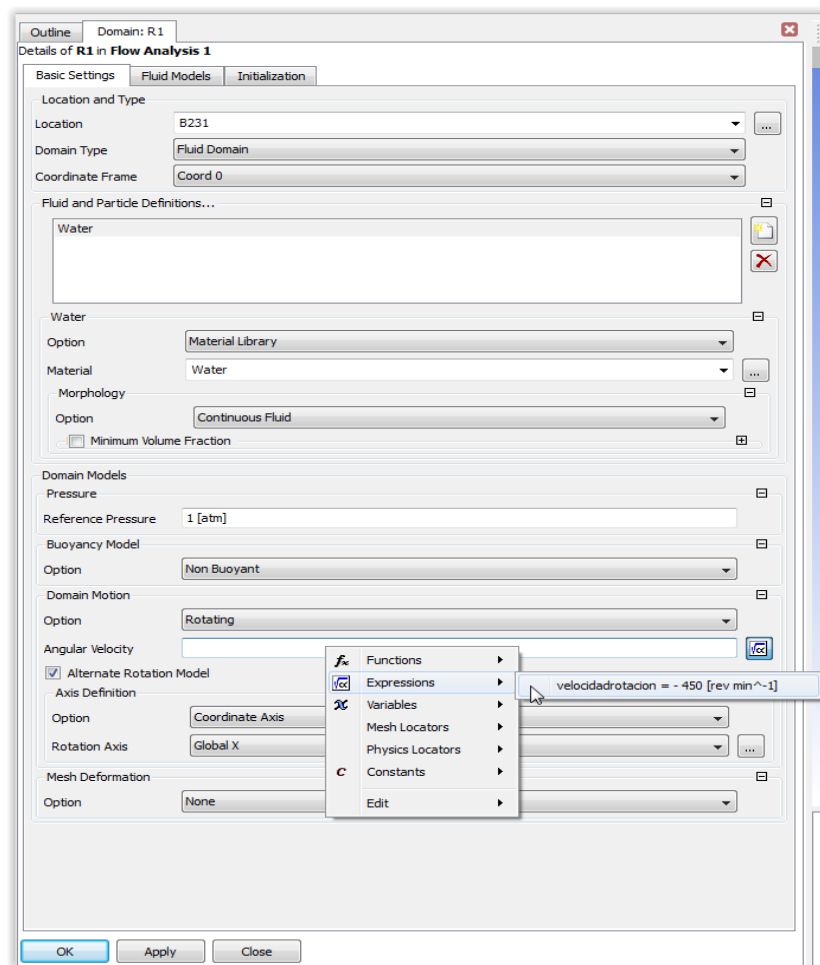 Outline Domain: R1
Details of R1 in Flow Analysis 1
Basic Settings Fluid Models Initialization
Location and Type
Location B231 ...
Domain Type Fluid Domain
Coordinate Frame Coord 0
Fluid and Particle Definitions...
Water
Water
Option Material Library
Material Water ...
Morphology
Option Continuous Fluid
Minimum Volume Fraction
Domain Models
Pressure
Reference Pressure 1 [atm]
Buoyancy Model
Option Non Buoyant
Domain Motion
Option Rotating
Angular Velocity
Alternate Rotation Model
Axis Definition
Option Coordinate Axis
Rotation Axis Global X ...
Mesh Deformation
Option None
Functions
Expressions
Variables
Mesh Locators
Physics Locators
C Constants
Edit
velocidadrotacion = - 450 [rev min^-1]
OK Apply Close